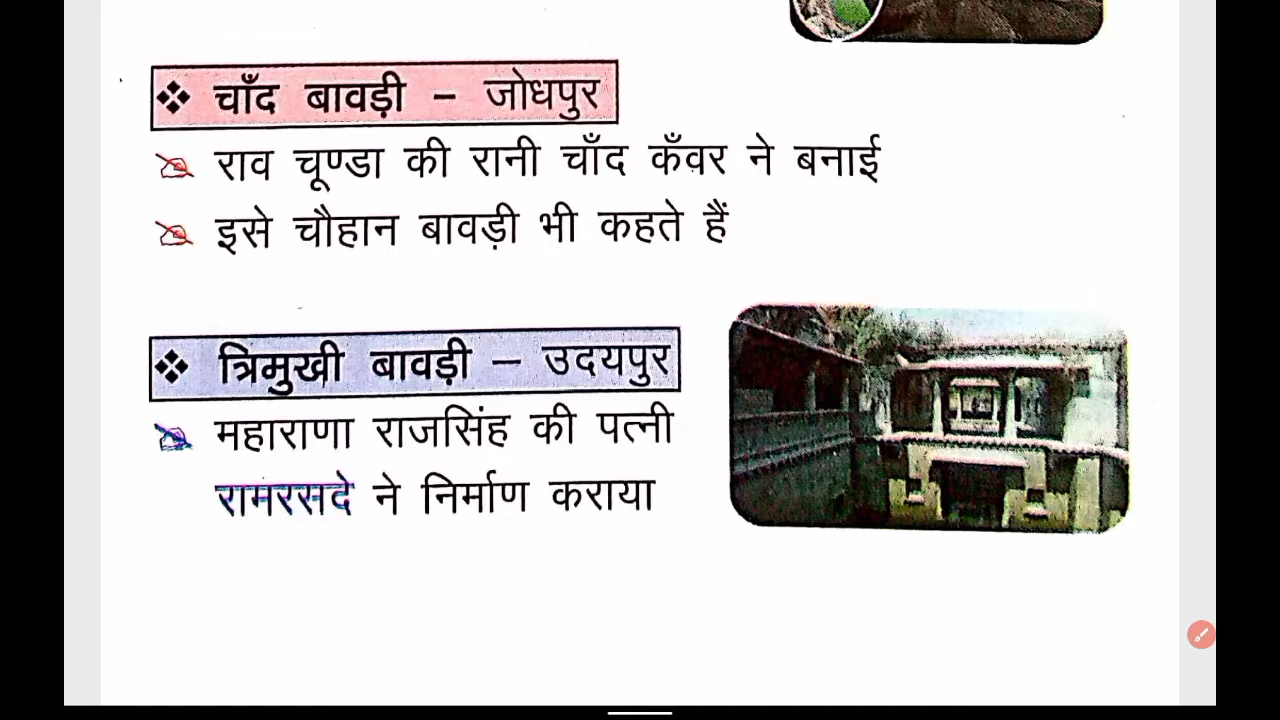 ❖ चाँद बावड़ी – जोधपुर
राव चूण्डा की रानी चाँद कँवर ने बनाई
इसे चौहान बावड़ी भी कहते हैं
❖ त्रिमुखी बावड़ी – उदयपुर
महाराणा राजसिंह की पत्नी
रामरसदे ने निर्माण कराया